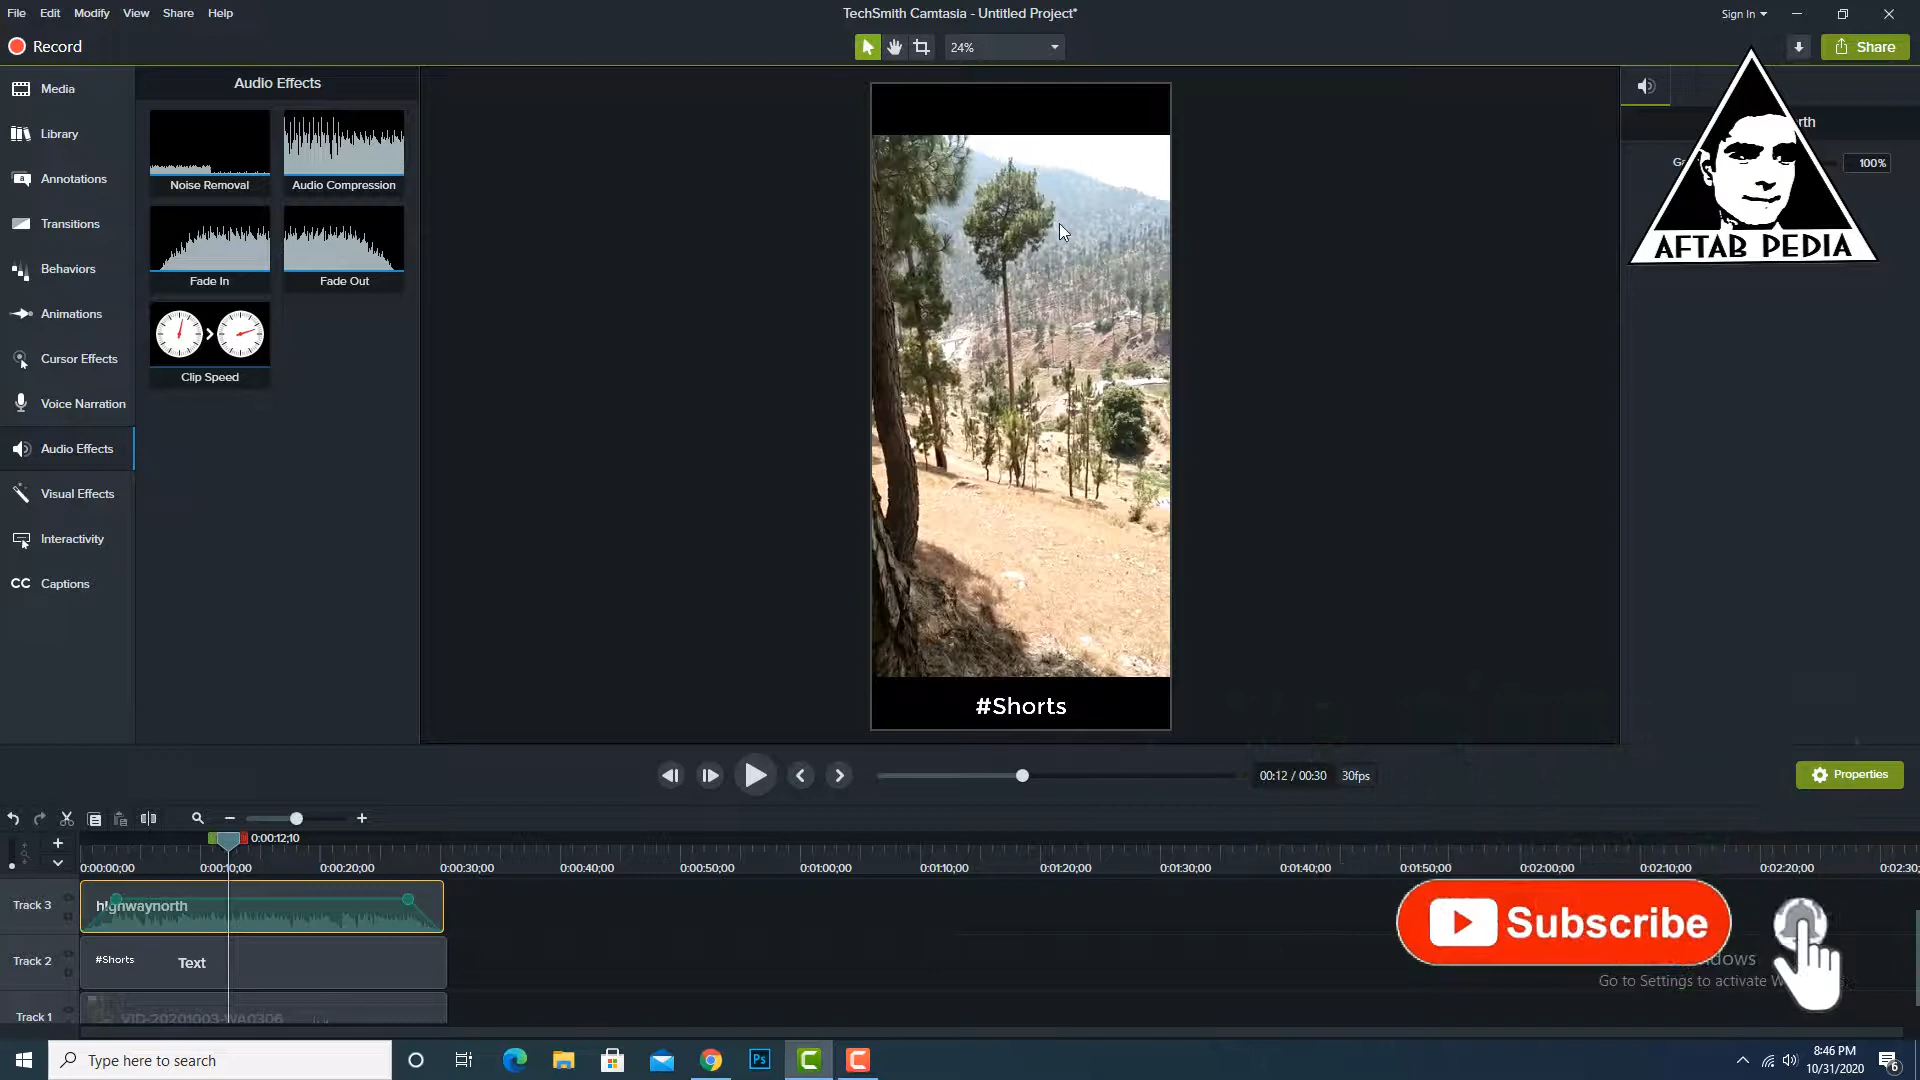 File Edit Modify View Share Help
TechSmith Camtasia - Untitled Project*
Sign In
Record
24%
Share
Media
Library
Annotations
Transitions
Behaviors
Animations
Cursor Effects
Voice Narration
Audio Effects
Visual Effects
Interactivity
CC Captions
Audio Effects
Noise Removal
Audio Compression
Fade In
Fade Out
Clip Speed
#Shorts
rth
100%
AFTAB PEDIA
00:12 / 00:30 30fps
Properties
0:00:12;10
0:00:00;00 0:00:10;00 0:00:20;00 0:00:30;00 0:00:40;00 0:00:50;00 0:01:00;00 0:01:10;00 0:01:20;00 0:01:30;00 0:01:40;00 0:01:50;00 0:02:00;00 0:02:10;00 0:02:20;00
Track 3
highwaynorth
Track 2
#Shorts Text
Track 1
VID-20201003-WA0306
Subscribe
Go to Settings to activate
Type here to search
Ps
8:46 PM
10/31/2020
6